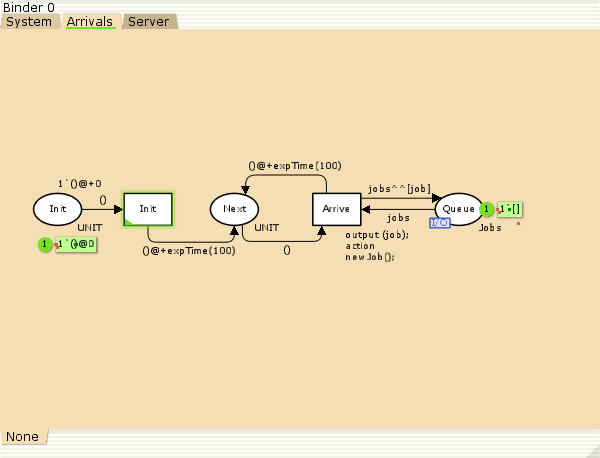 Binder 0
System Arrivals Server
()@+expTime(100)
1`()@+0
()
jobs^^[job]
Init Init Next Arrive Queue 1 1`[]
jobs
I/O
UNIT UNIT Jobs
output (job);
1 1`()@0
()@+expTime(100) () action
newJob();
None